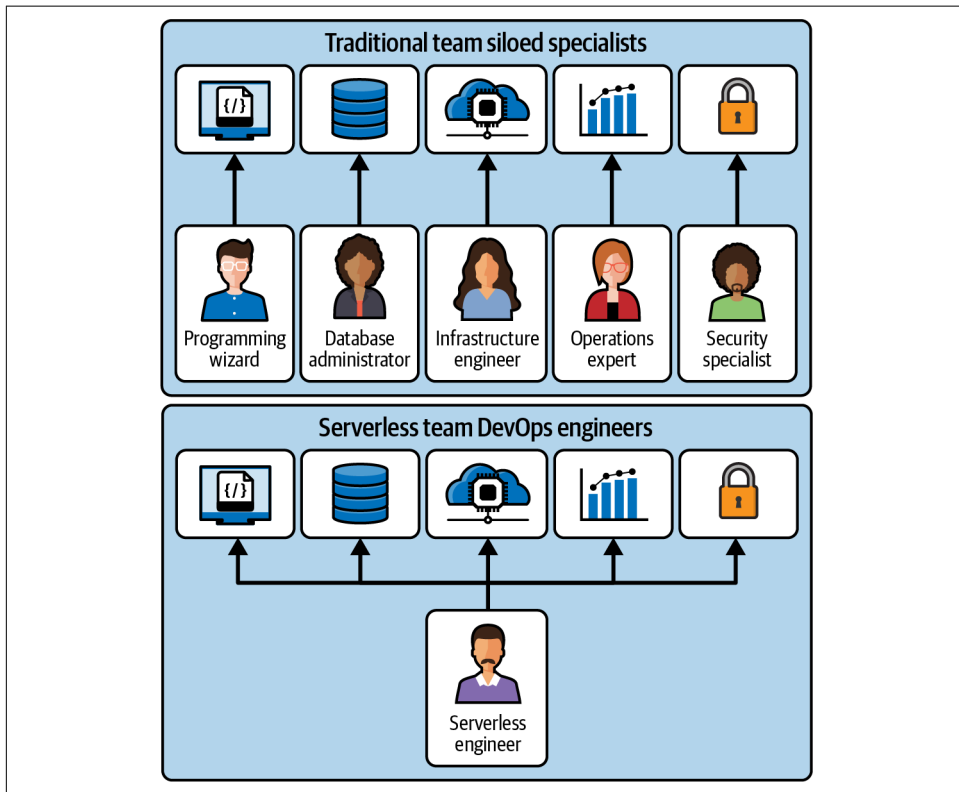 Traditional team siloed specialists
{/}
Programming
wizard
Database
administrator
Infrastructure
engineer
Operations
expert
Security
specialist
Serverless team DevOps engineers
{/}
Serverless
engineer